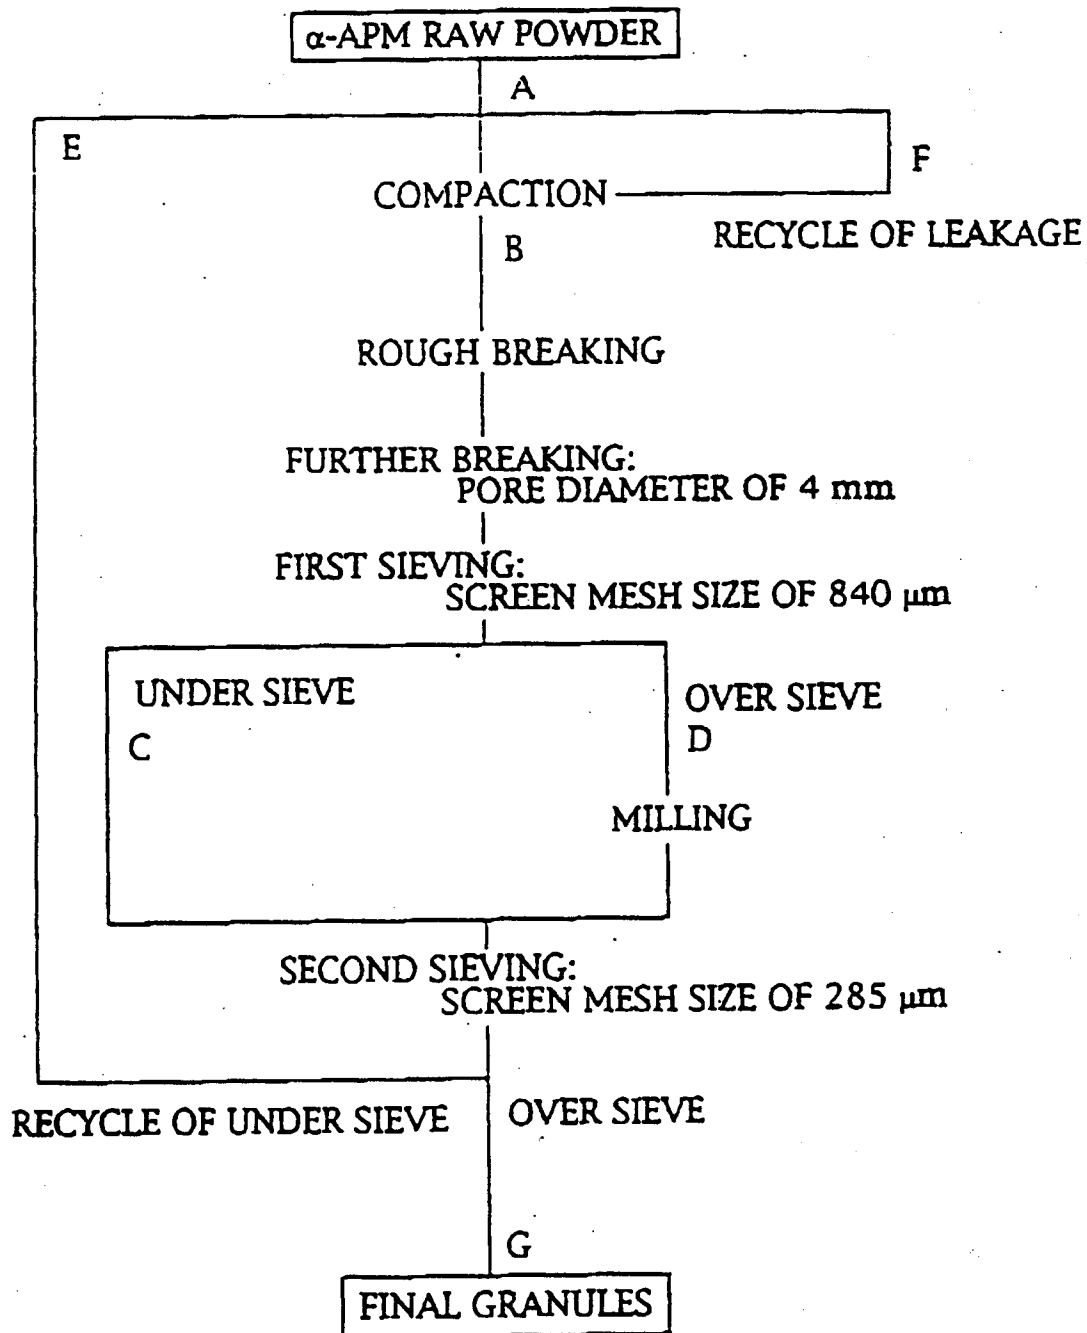 α-APM RAW POWDER
A
E
F
COMPACTION
RECYCLE OF LEAKAGE
B
ROUGH BREAKING
FURTHER BREAKING:
PORE DIAMETER OF 4 mm
FIRST SIEVING:
SCREEN MESH SIZE OF 840 μm
UNDER SIEVE
OVER SIEVE
C
D
MILLING
SECOND SIEVING:
SCREEN MESH SIZE OF 285 μm
RECYCLE OF UNDER SIEVE
OVER SIEVE
G
FINAL GRANULES